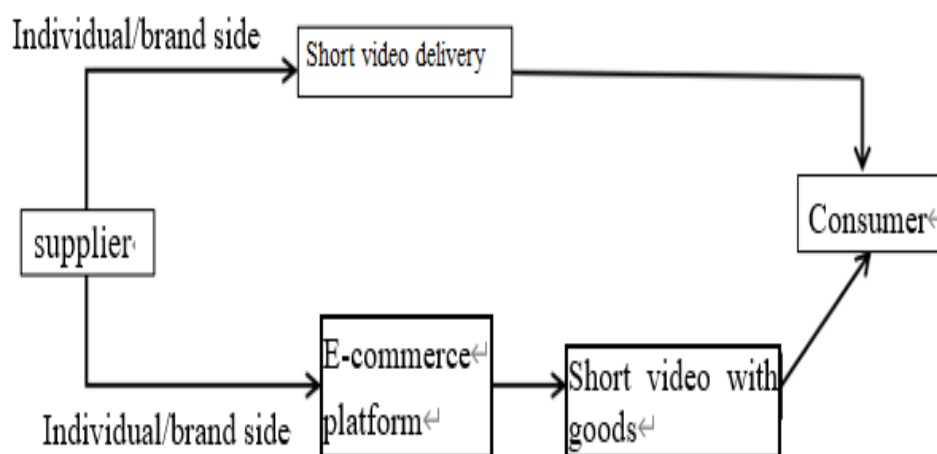 Individual/brand side
Short video delivery
supplier
Consumer
E-commerce
platform
Short video with
goods
Individual/brand side